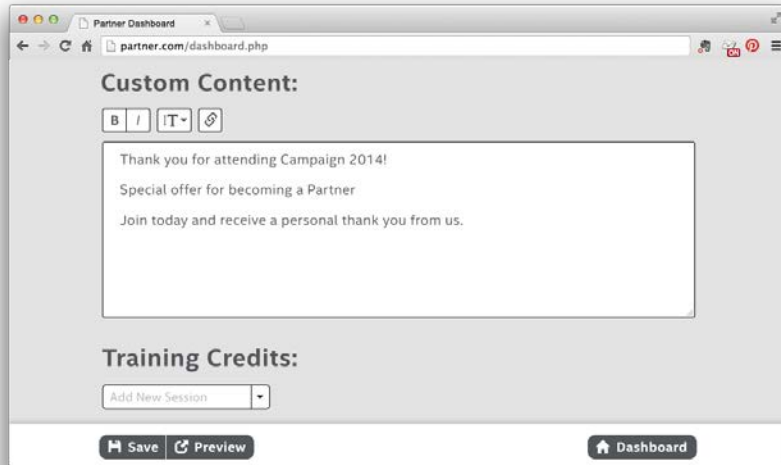 Partner Dashboard
partner.com/dashboard.php
ON
Custom Content:
B I T
Thank you for attending Campaign 2014!
Special offer for becoming a Partner
Join today and receive a personal thank you from us.
Training Credits:
Add New Session
Save Preview Dashboard